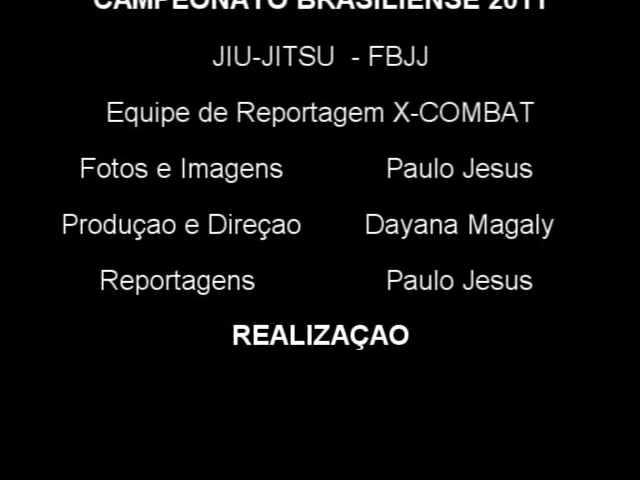 CAMPEONATO BRASILIENSE 2011
JIU-JITSU - FBJJ
Equipe de Reportagem X-COMBAT
Fotos e Imagens Paulo Jesus
Produçao e Direçao Dayana Magaly
Reportagens Paulo Jesus
REALIZAÇAO